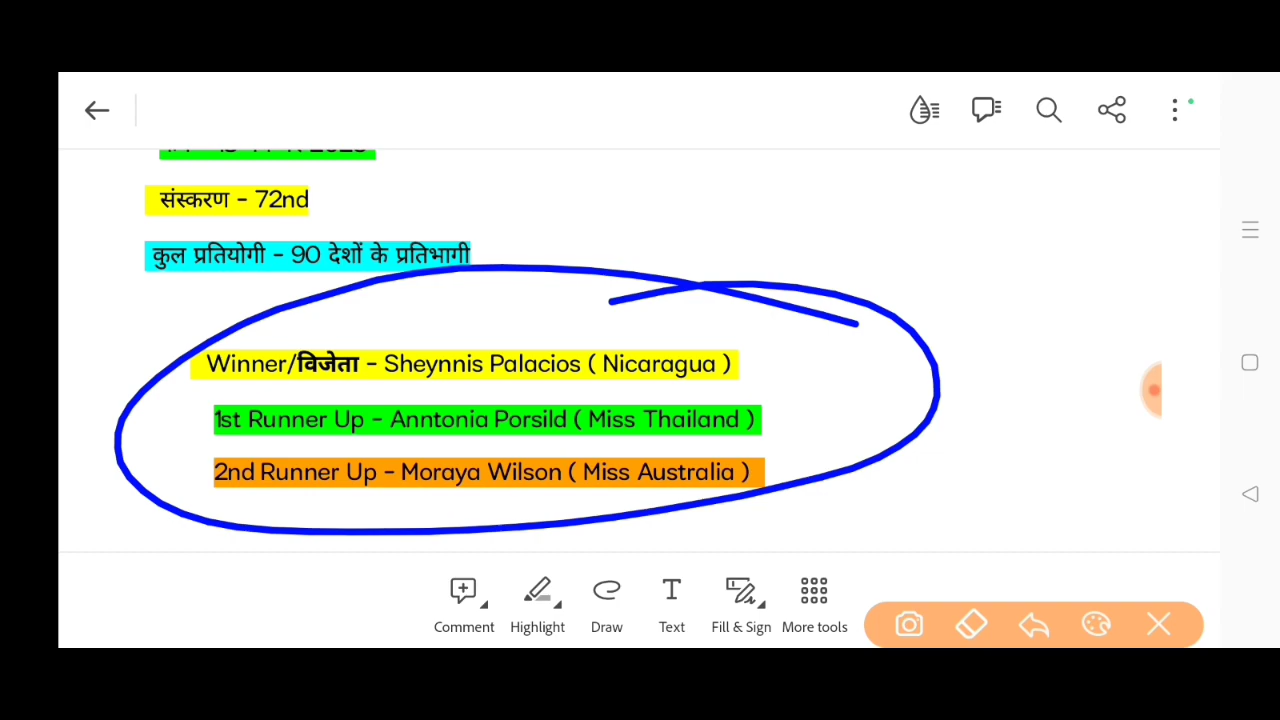 संस्करण - 72nd
कुल प्रतियोगी - 90 देशों के प्रतिभागी
Winner/विजेता - Sheynnis Palacios ( Nicaragua )
1st Runner Up - Anntonia Porsild ( Miss Thailand )
2nd Runner Up - Moraya Wilson ( Miss Australia )
Comment Highlight Draw Text Fill & Sign More tools